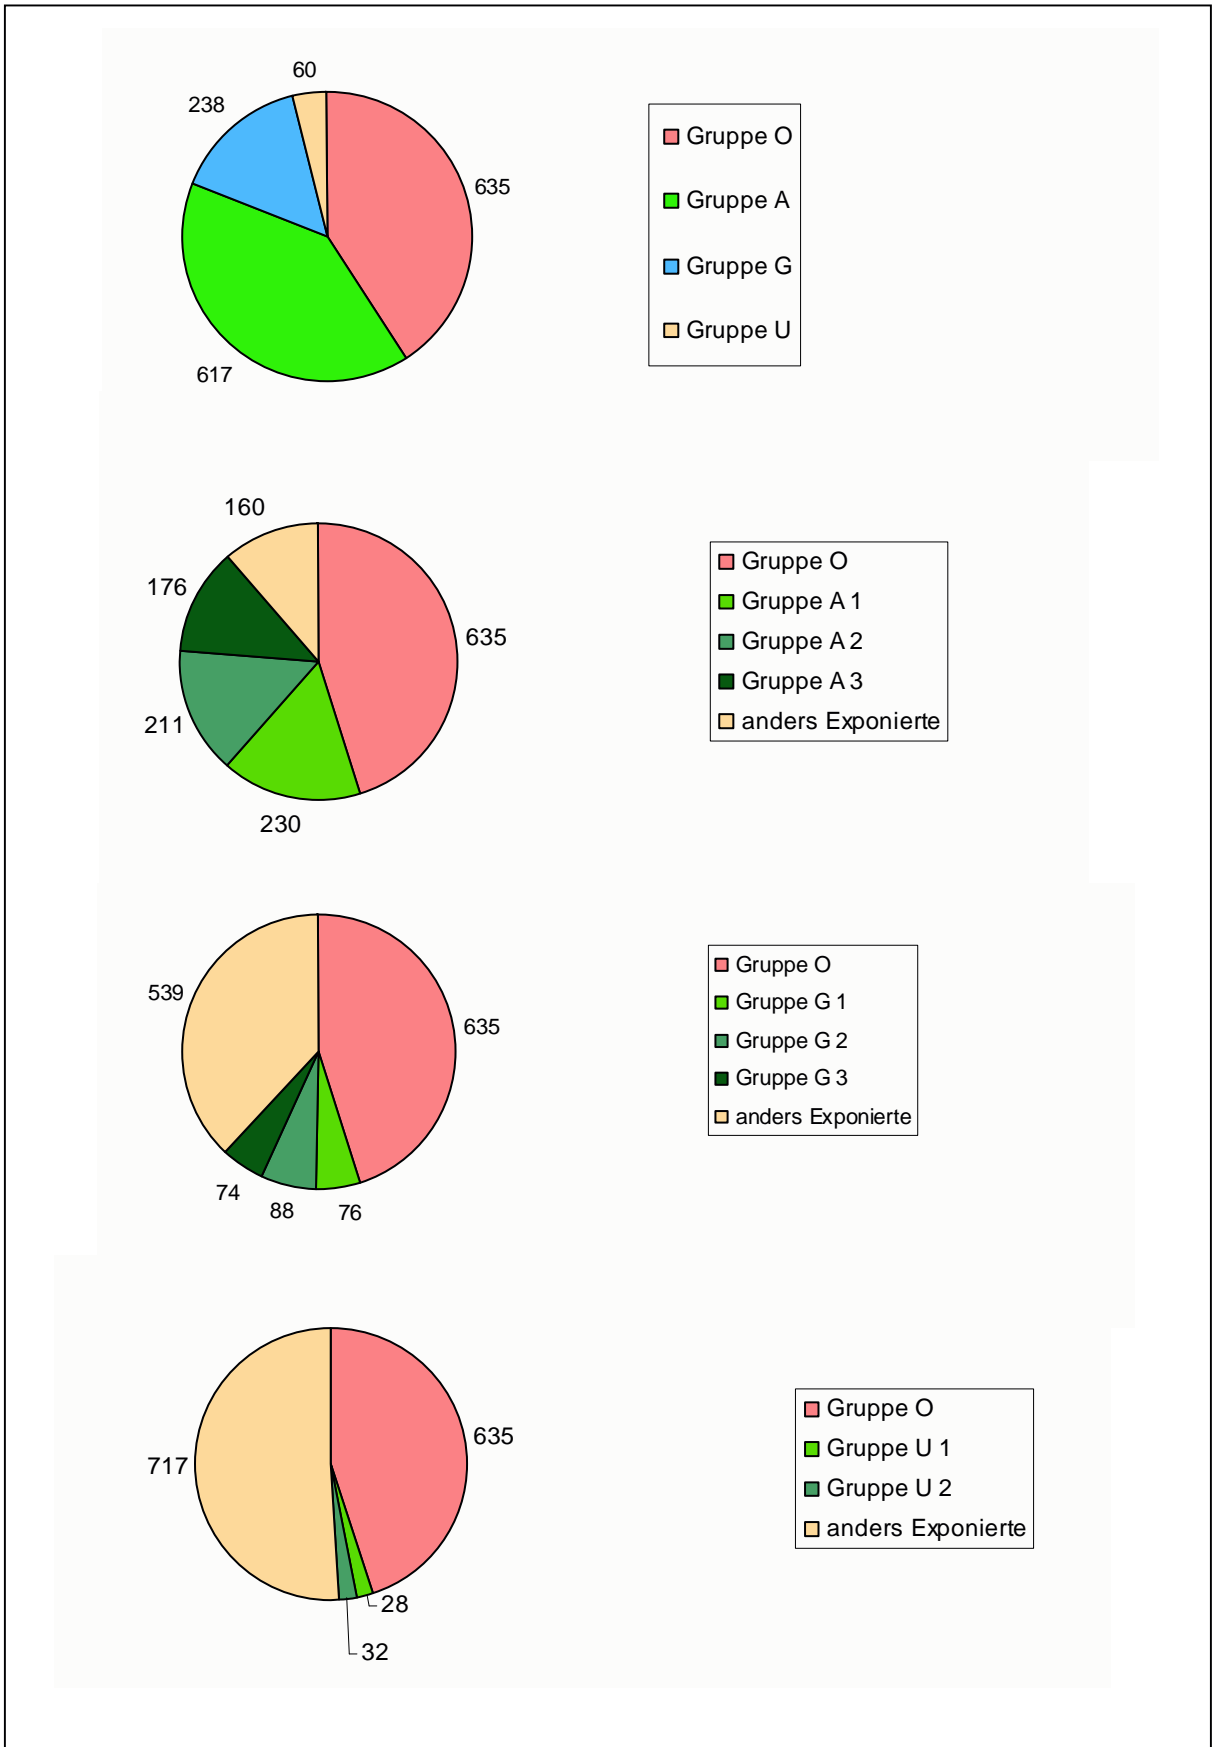 60
238
635
617
Gruppe O
Gruppe A
Gruppe G
Gruppe U
160
176
635
211
230
Gruppe O
Gruppe A 1
Gruppe A 2
Gruppe A 3
anders Exponierte
539
635
74
88
76
Gruppe O
Gruppe G 1
Gruppe G 2
Gruppe G 3
anders Exponierte
635
717
28
32
Gruppe O
Gruppe U 1
Gruppe U 2
anders Exponierte